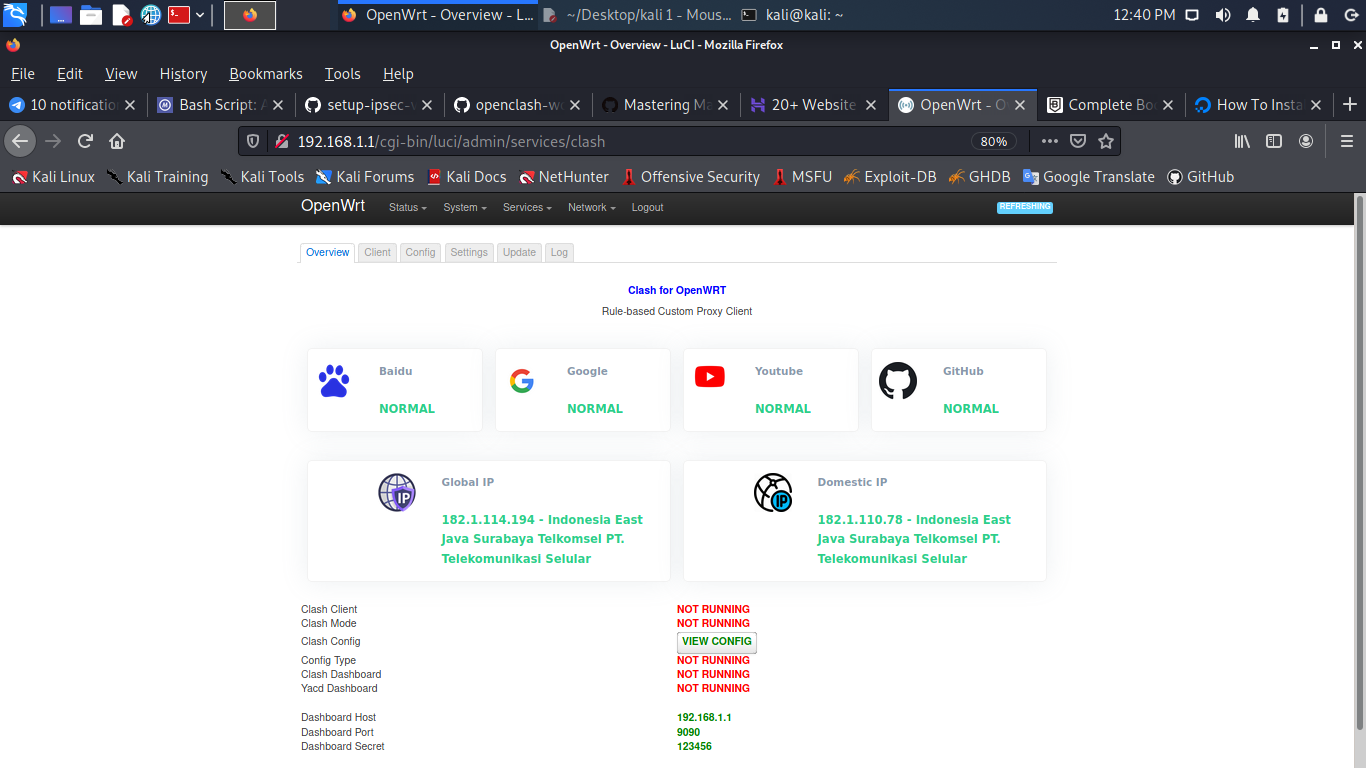 OpenWrt - Overview - L...
~/Desktop/kali 1 - Mous...
kali@kali: ~
12:40 PM
OpenWrt - Overview - LuCI - Mozilla Firefox
File Edit View History Bookmarks Tools Help
10 notificatio
Bash Script: A
setup-ipsec-v
openclash-wo
Mastering Ma
20+ Website
OpenWrt - O
Complete Boo
How To Insta
192.168.1.1/cgi-bin/luci/admin/services/clash
80%
Kali Linux Kali Training Kali Tools Kali Forums Kali Docs NetHunter Offensive Security MSFU Exploit-DB GHDB Google Translate GitHub
OpenWrt Status System Services Network Logout REFRESHING
Overview Client Config Settings Update Log
Clash for OpenWRT
Rule-based Custom Proxy Client
Baidu
NORMAL
Google
NORMAL
Youtube
NORMAL
GitHub
NORMAL
IP
Global IP
182.1.114.194 - Indonesia East
Java Surabaya Telkomsel PT.
Telekomunikasi Selular
IP
Domestic IP
182.1.110.78 - Indonesia East
Java Surabaya Telkomsel PT.
Telekomunikasi Selular
Clash Client NOT RUNNING
Clash Mode NOT RUNNING
Clash Config VIEW CONFIG
Config Type NOT RUNNING
Clash Dashboard NOT RUNNING
Yacd Dashboard NOT RUNNING
Dashboard Host 192.168.1.1
Dashboard Port 9090
Dashboard Secret 123456